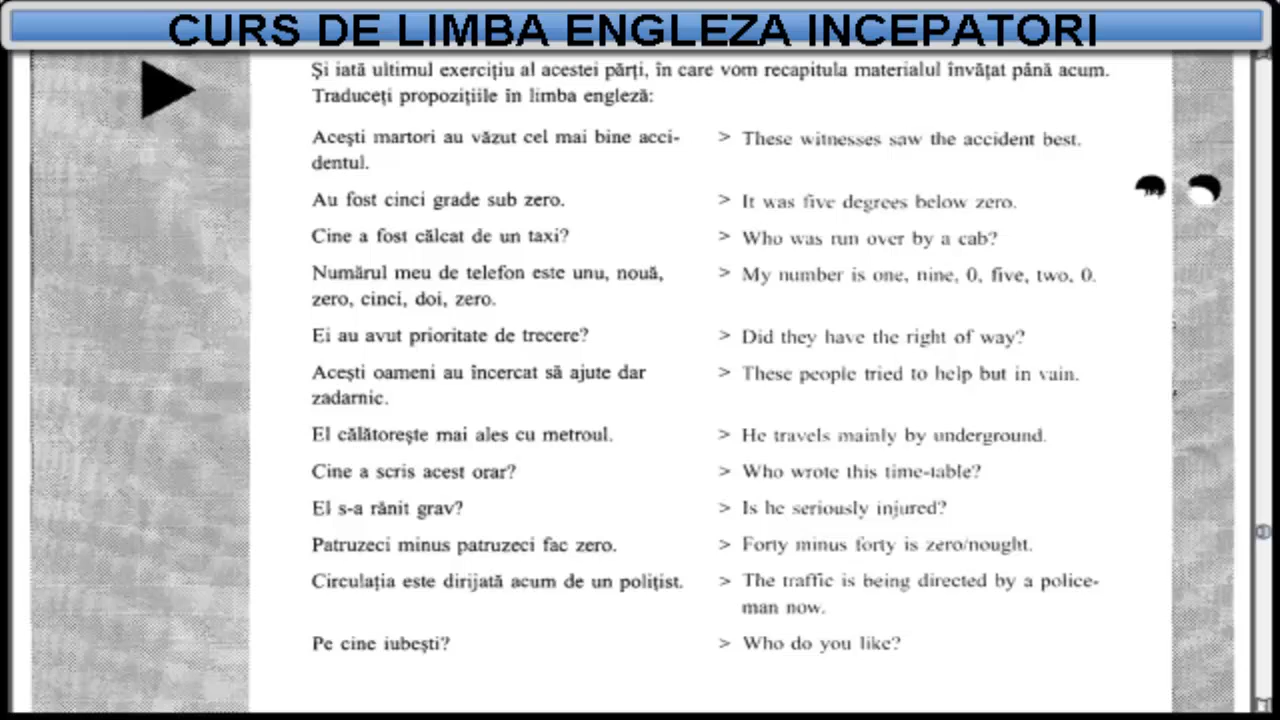 CURS DE LIMBA ENGLEZA INCEPATORI
Și iată ultimul exercițiu al acestei părți, în care vom recapitula materialul învățat până acum.
Traduceți propozițiile în limba engleză:
Acești martori au văzut cel mai bine acci-
dentul.
> These witnesses saw the accident best.
Au fost cinci grade sub zero.
> It was five degrees below zero.
Cine a fost călcat de un taxi?
> Who was run over by a cab?
Numărul meu de telefon este unu, nouă,
zero, cinci, doi, zero.
> My number is one, nine, 0, five, two, 0.
Ei au avut prioritate de trecere?
> Did they have the right of way?
Acești oameni au încercat să ajute dar
zadarnic.
> These people tried to help but in vain.
El călătorește mai ales cu metroul.
> He travels mainly by underground.
Cine a scris acest orar?
> Who wrote this time-table?
El s-a rănit grav?
> Is he seriously injured?
Patruzeci minus patruzeci fac zero.
> Forty minus forty is zero/nought.
Circulația este dirijată acum de un polițist.
> The traffic is being directed by a police-
man now.
Pe cine iubești?
> Who do you like?